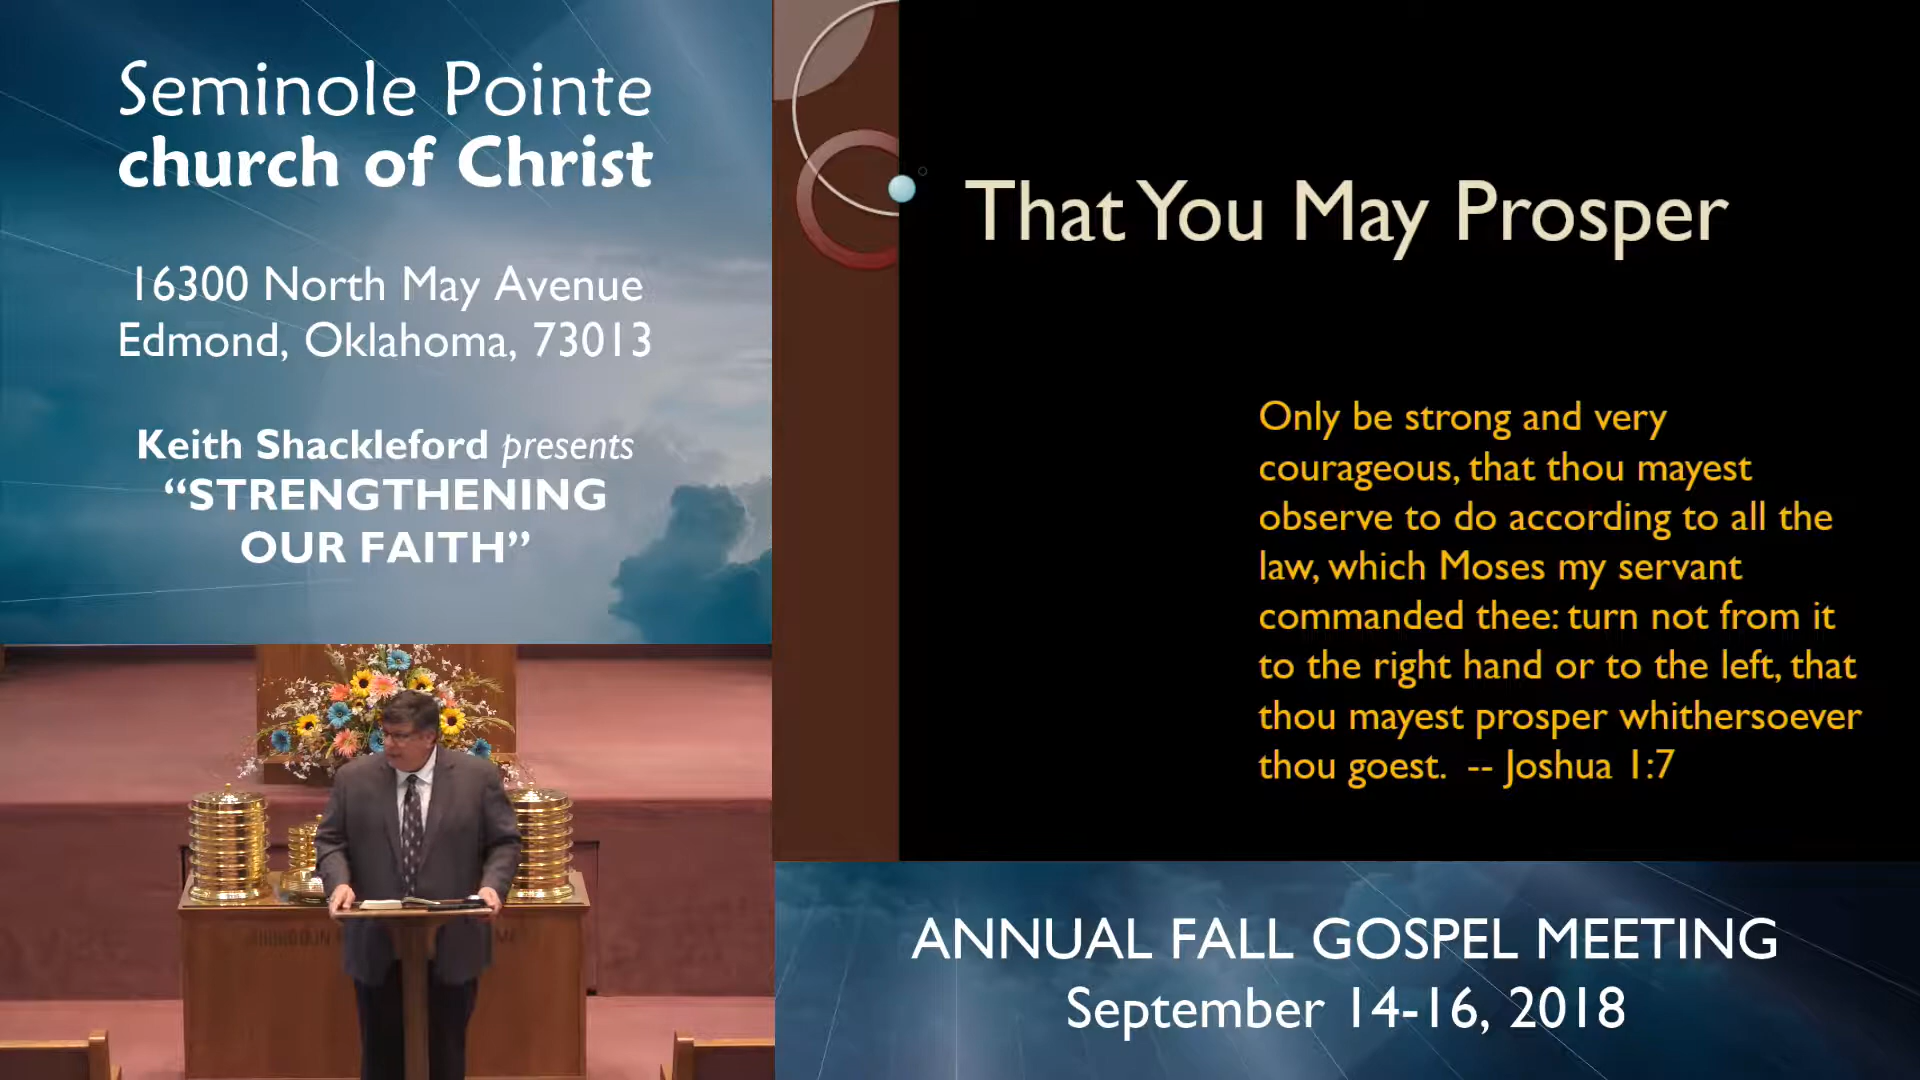 Seminole Pointe
church of Christ
16300 North May Avenue
Edmond, Oklahoma, 73013
Keith Shackleford presents
“STRENGTHENING
OUR FAITH”
That You May Prosper
Only be strong and very
courageous, that thou mayest
observe to do according to all the
law, which Moses my servant
commanded thee: turn not from it
to the right hand or to the left, that
thou mayest prosper whithersoever
thou goest.  -- Joshua 1:7
ANNUAL FALL GOSPEL MEETING
September 14-16, 2018